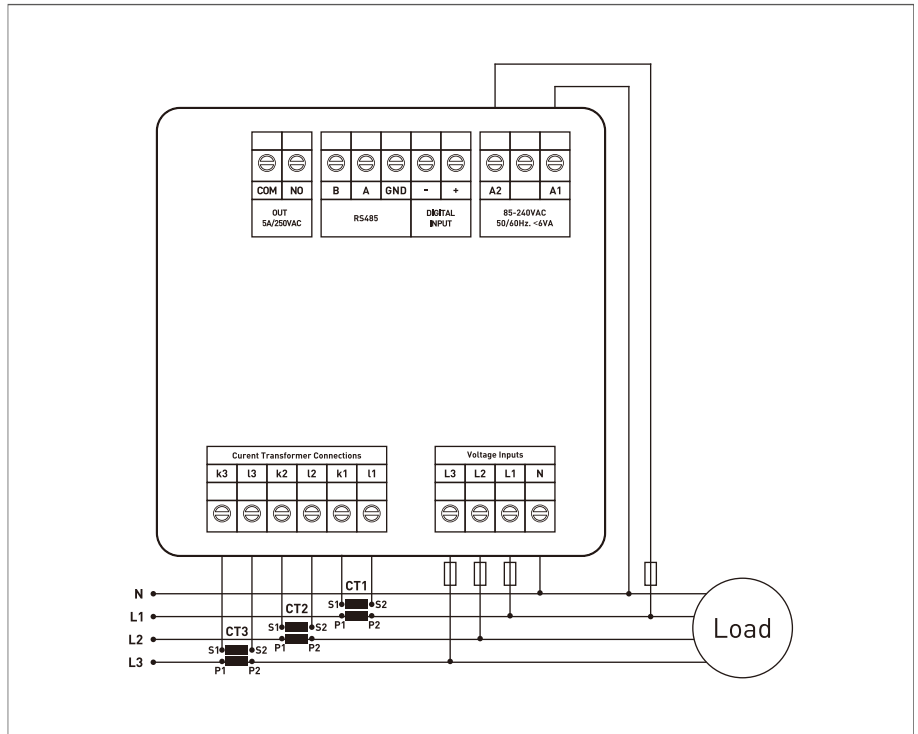 COM NO B A GND - + A2 A1
OUT
5A/250VAC
RS485
DIGITAL
INPUT
85-240VAC
50/60Hz. <6VA
Curent Transformer Connections
k3 l3 k2 l2 k1 l1
Voltage Inputs
L3 L2 L1 N
N
L1
L2
L3
CT1
S1 S2
P1 P2
CT2
S1 S2
P1 P2
CT3
S1 S2
P1 P2
Load